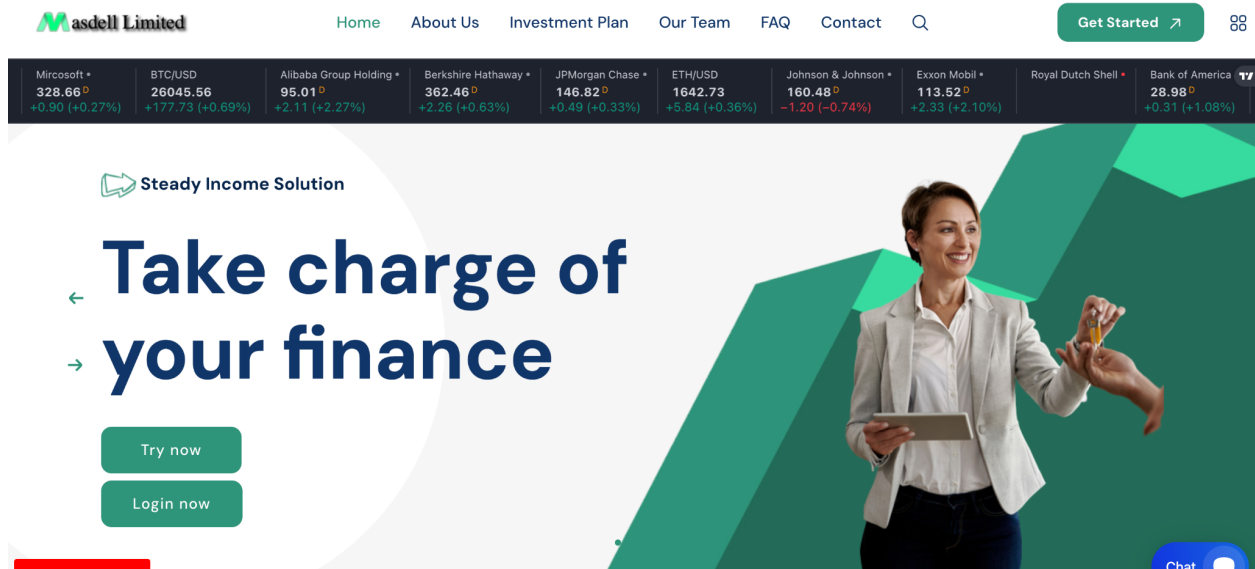 Masdell Limited
Home About Us Investment Plan Our Team FAQ Contact
Get Started
Mircosoft BTC/USD Alibaba Group Holding Berkshire Hathaway JPMorgan Chase ETH/USD Johnson & Johnson Exxon Mobil Royal Dutch Shell Bank of America
328.66 D 26045.56 95.01 D 362.46 D 146.82 D 1642.73 160.48 D 113.52 D 28.98 D
+0.90 (+0.27%) +177.73 (+0.69%) +2.11 (+2.27%) +2.26 (+0.63%) +0.49 (+0.33%) +5.84 (+0.36%) −1.20 (−0.74%) +2.33 (+2.10%) +0.31 (+1.08%)
Steady Income Solution
Take charge of
your finance
Try now
Login now
Chat